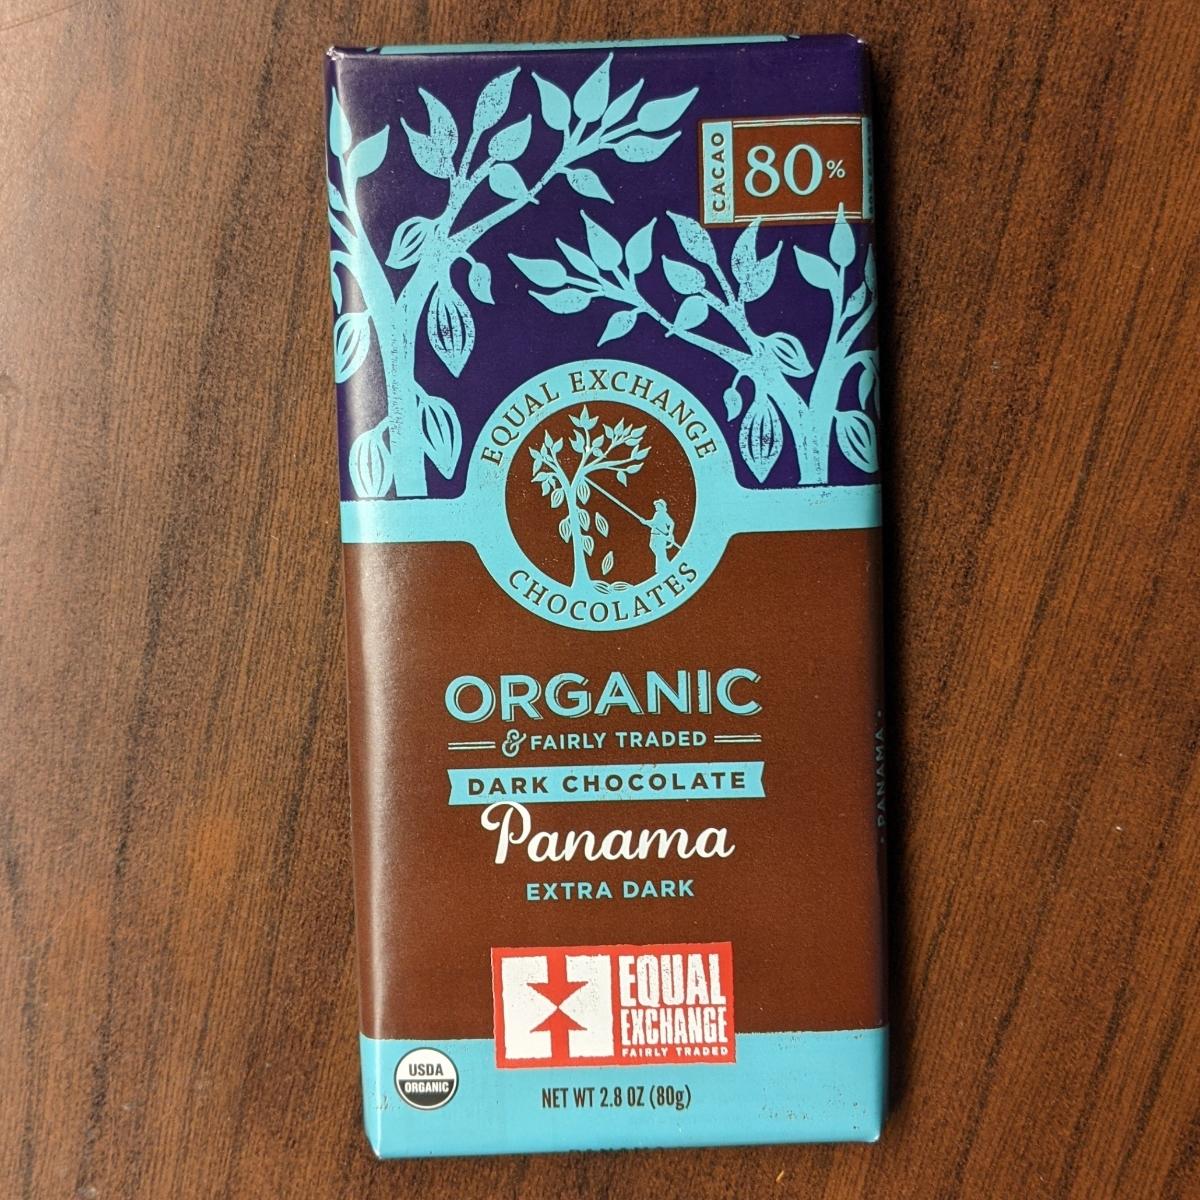 CACAO
80%
EQUAL EXCHANGE
CHOCOLATES
ORGANIC
& FAIRLY TRADED
DARK CHOCOLATE
Panama
EXTRA DARK
• PANAMA •
EQUAL
EXCHANGE
FAIRLY TRADED
USDA
ORGANIC
NET WT 2.8 OZ (80g)